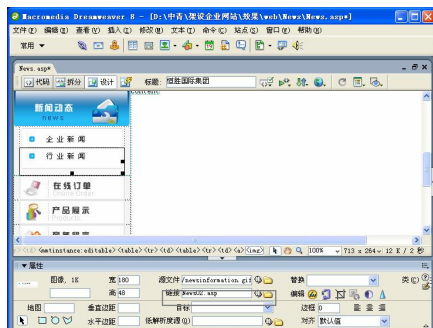 Macromedia Dreamweaver 8 - [D:\中青\架设企业网站\效果\web\News\News.asp*]
文件(F) 编辑(E) 查看(V) 插入(I) 修改(M) 文本(T) 命令(C) 站点(S) 窗口(W) 帮助(H)
常用
News.asp*
代码 拆分 设计 标题: 恒胜国际集团
Content
新闻动态
news
企业新闻
行业新闻
在线订单
产品展示
<mmtinstance:editable><table><tr><td><table><tr><td><a><img> 100% 713 x 264 12 K / 2 秒
属性
图像, 1K 宽 180 源文件 /newsinformation.gif 替换 类(C)
高 48 链接 NewsHZ.asp 编辑
地图 垂直边距 目标 边框 0
水平边距 低解析度源(O) 对齐 默认值